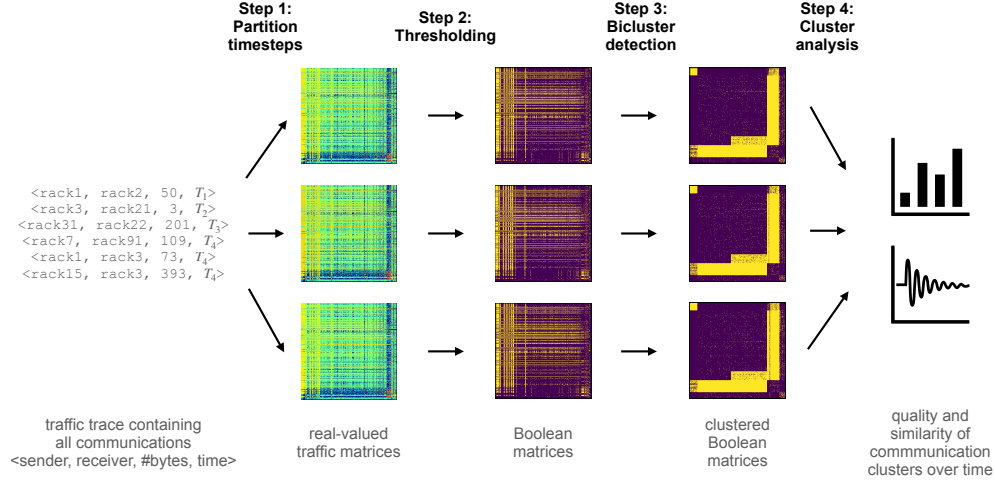 Step 1:
Partition
timesteps
Step 2:
Thresholding
Step 3:
Bicluster
detection
Step 4:
Cluster
analysis
<rack1, rack2, 50, T1>
<rack3, rack21, 3, T2>
<rack31, rack22, 201, T3>
<rack7, rack91, 109, T4>
<rack1, rack3, 73, T4>
<rack15, rack3, 393, T4>
traffic trace containing
all communications
<sender, receiver, #bytes, time>
real-valued
traffic matrices
Boolean
matrices
clustered
Boolean
matrices
quality and
similarity of
commmunication
clusters over time